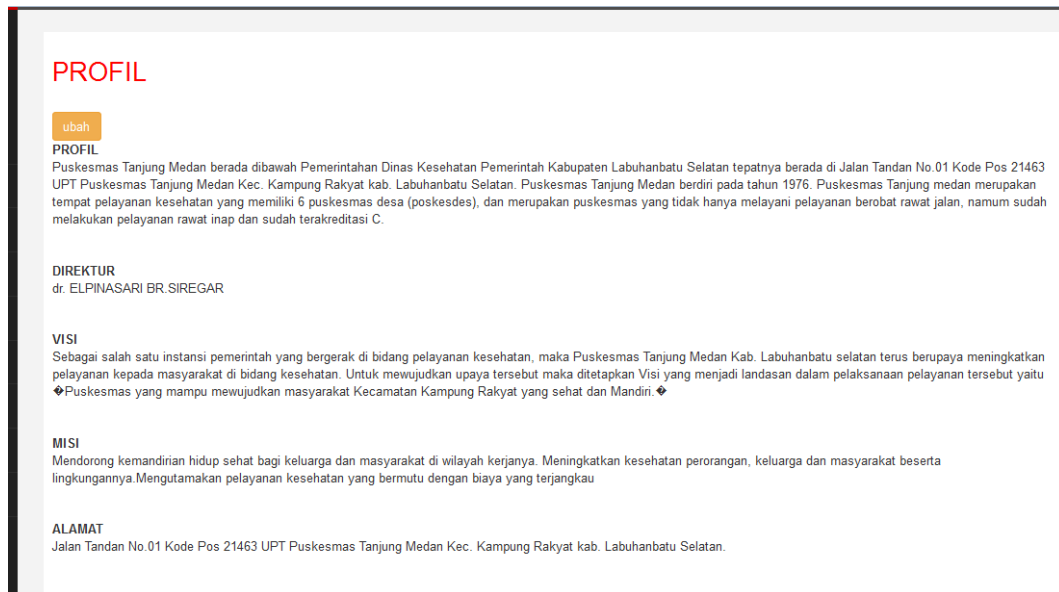 PROFIL
ubah
PROFIL
Puskesmas Tanjung Medan berada dibawah Pemerintahan Dinas Kesehatan Pemerintah Kabupaten Labuhanbatu Selatan tepatnya berada di Jalan Tandan No.01 Kode Pos 21463
UPT Puskesmas Tanjung Medan Kec. Kampung Rakyat kab. Labuhanbatu Selatan. Puskesmas Tanjung Medan berdiri pada tahun 1976. Puskesmas Tanjung medan merupakan
tempat pelayanan kesehatan yang memiliki 6 puskesmas desa (poskesdes), dan merupakan puskesmas yang tidak hanya melayani pelayanan berobat rawat jalan, namum sudah
melakukan pelayanan rawat inap dan sudah terakreditasi C.
DIREKTUR
dr. ELPINASARI BR.SIREGAR
VISI
Sebagai salah satu instansi pemerintah yang bergerak di bidang pelayanan kesehatan, maka Puskesmas Tanjung Medan Kab. Labuhanbatu selatan terus berupaya meningkatkan
pelayanan kepada masyarakat di bidang kesehatan. Untuk mewujudkan upaya tersebut maka ditetapkan Visi yang menjadi landasan dalam pelaksanaan pelayanan tersebut yaitu
�Puskesmas yang mampu mewujudkan masyarakat Kecamatan Kampung Rakyat yang sehat dan Mandiri.�
MISI
Mendorong kemandirian hidup sehat bagi keluarga dan masyarakat di wilayah kerjanya. Meningkatkan kesehatan perorangan, keluarga dan masyarakat beserta
lingkungannya.Mengutamakan pelayanan kesehatan yang bermutu dengan biaya yang terjangkau
ALAMAT
Jalan Tandan No.01 Kode Pos 21463 UPT Puskesmas Tanjung Medan Kec. Kampung Rakyat kab. Labuhanbatu Selatan.